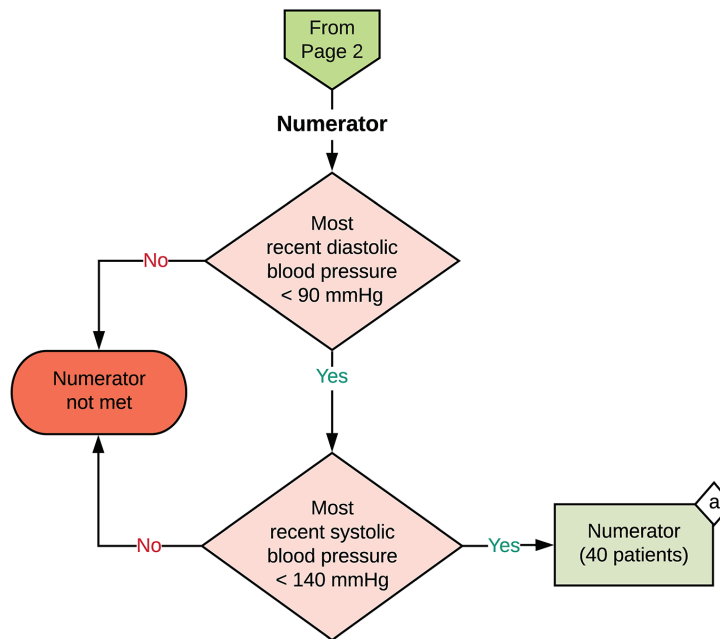 From
Page 2
Numerator
Most
recent diastolic
blood pressure
< 90 mmHg
No
Yes
Numerator
not met
Most
recent systolic
blood pressure
< 140 mmHg
No
Yes
Numerator
(40 patients)
a